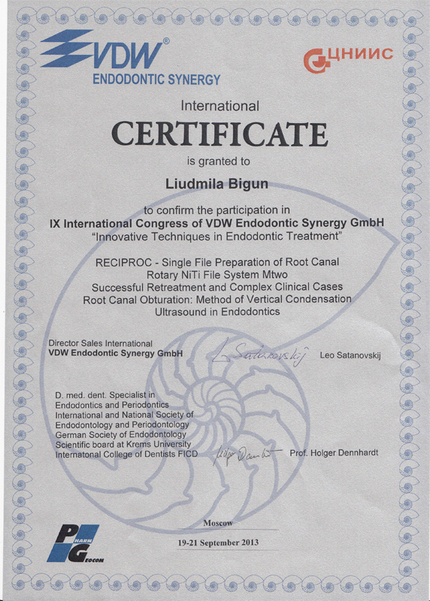 VDW®
ENDODONTIC SYNERGY
ЦНИИС
International
CERTIFICATE
is granted to
Liudmila Bigun
to confirm the participation in
IX International Congress of VDW Endodontic Synergy GmbH
"Innovative Techniques in Endodontic Treatment"
RECIPROC - Single File Preparation of Root Canal
Rotary NiTi File System Mtwo
Successful Retreatment and Complex Clinical Cases
Root Canal Obturation: Method of Vertical Condensation
Ultrasound in Endodontics
Director Sales International
VDW Endodontic Synergy GmbH
Leo Satanovskij
D. med. dent. Specialist in
Endodontics and Periodontics
International and National Society of
Endodontology and Periodontology
German Society of Endodontology
Scientific board at Krems University
International College of Dentists FICD
Prof. Holger Dennhardt
Moscow
19-21 September 2013
PHARM
GEOCOM